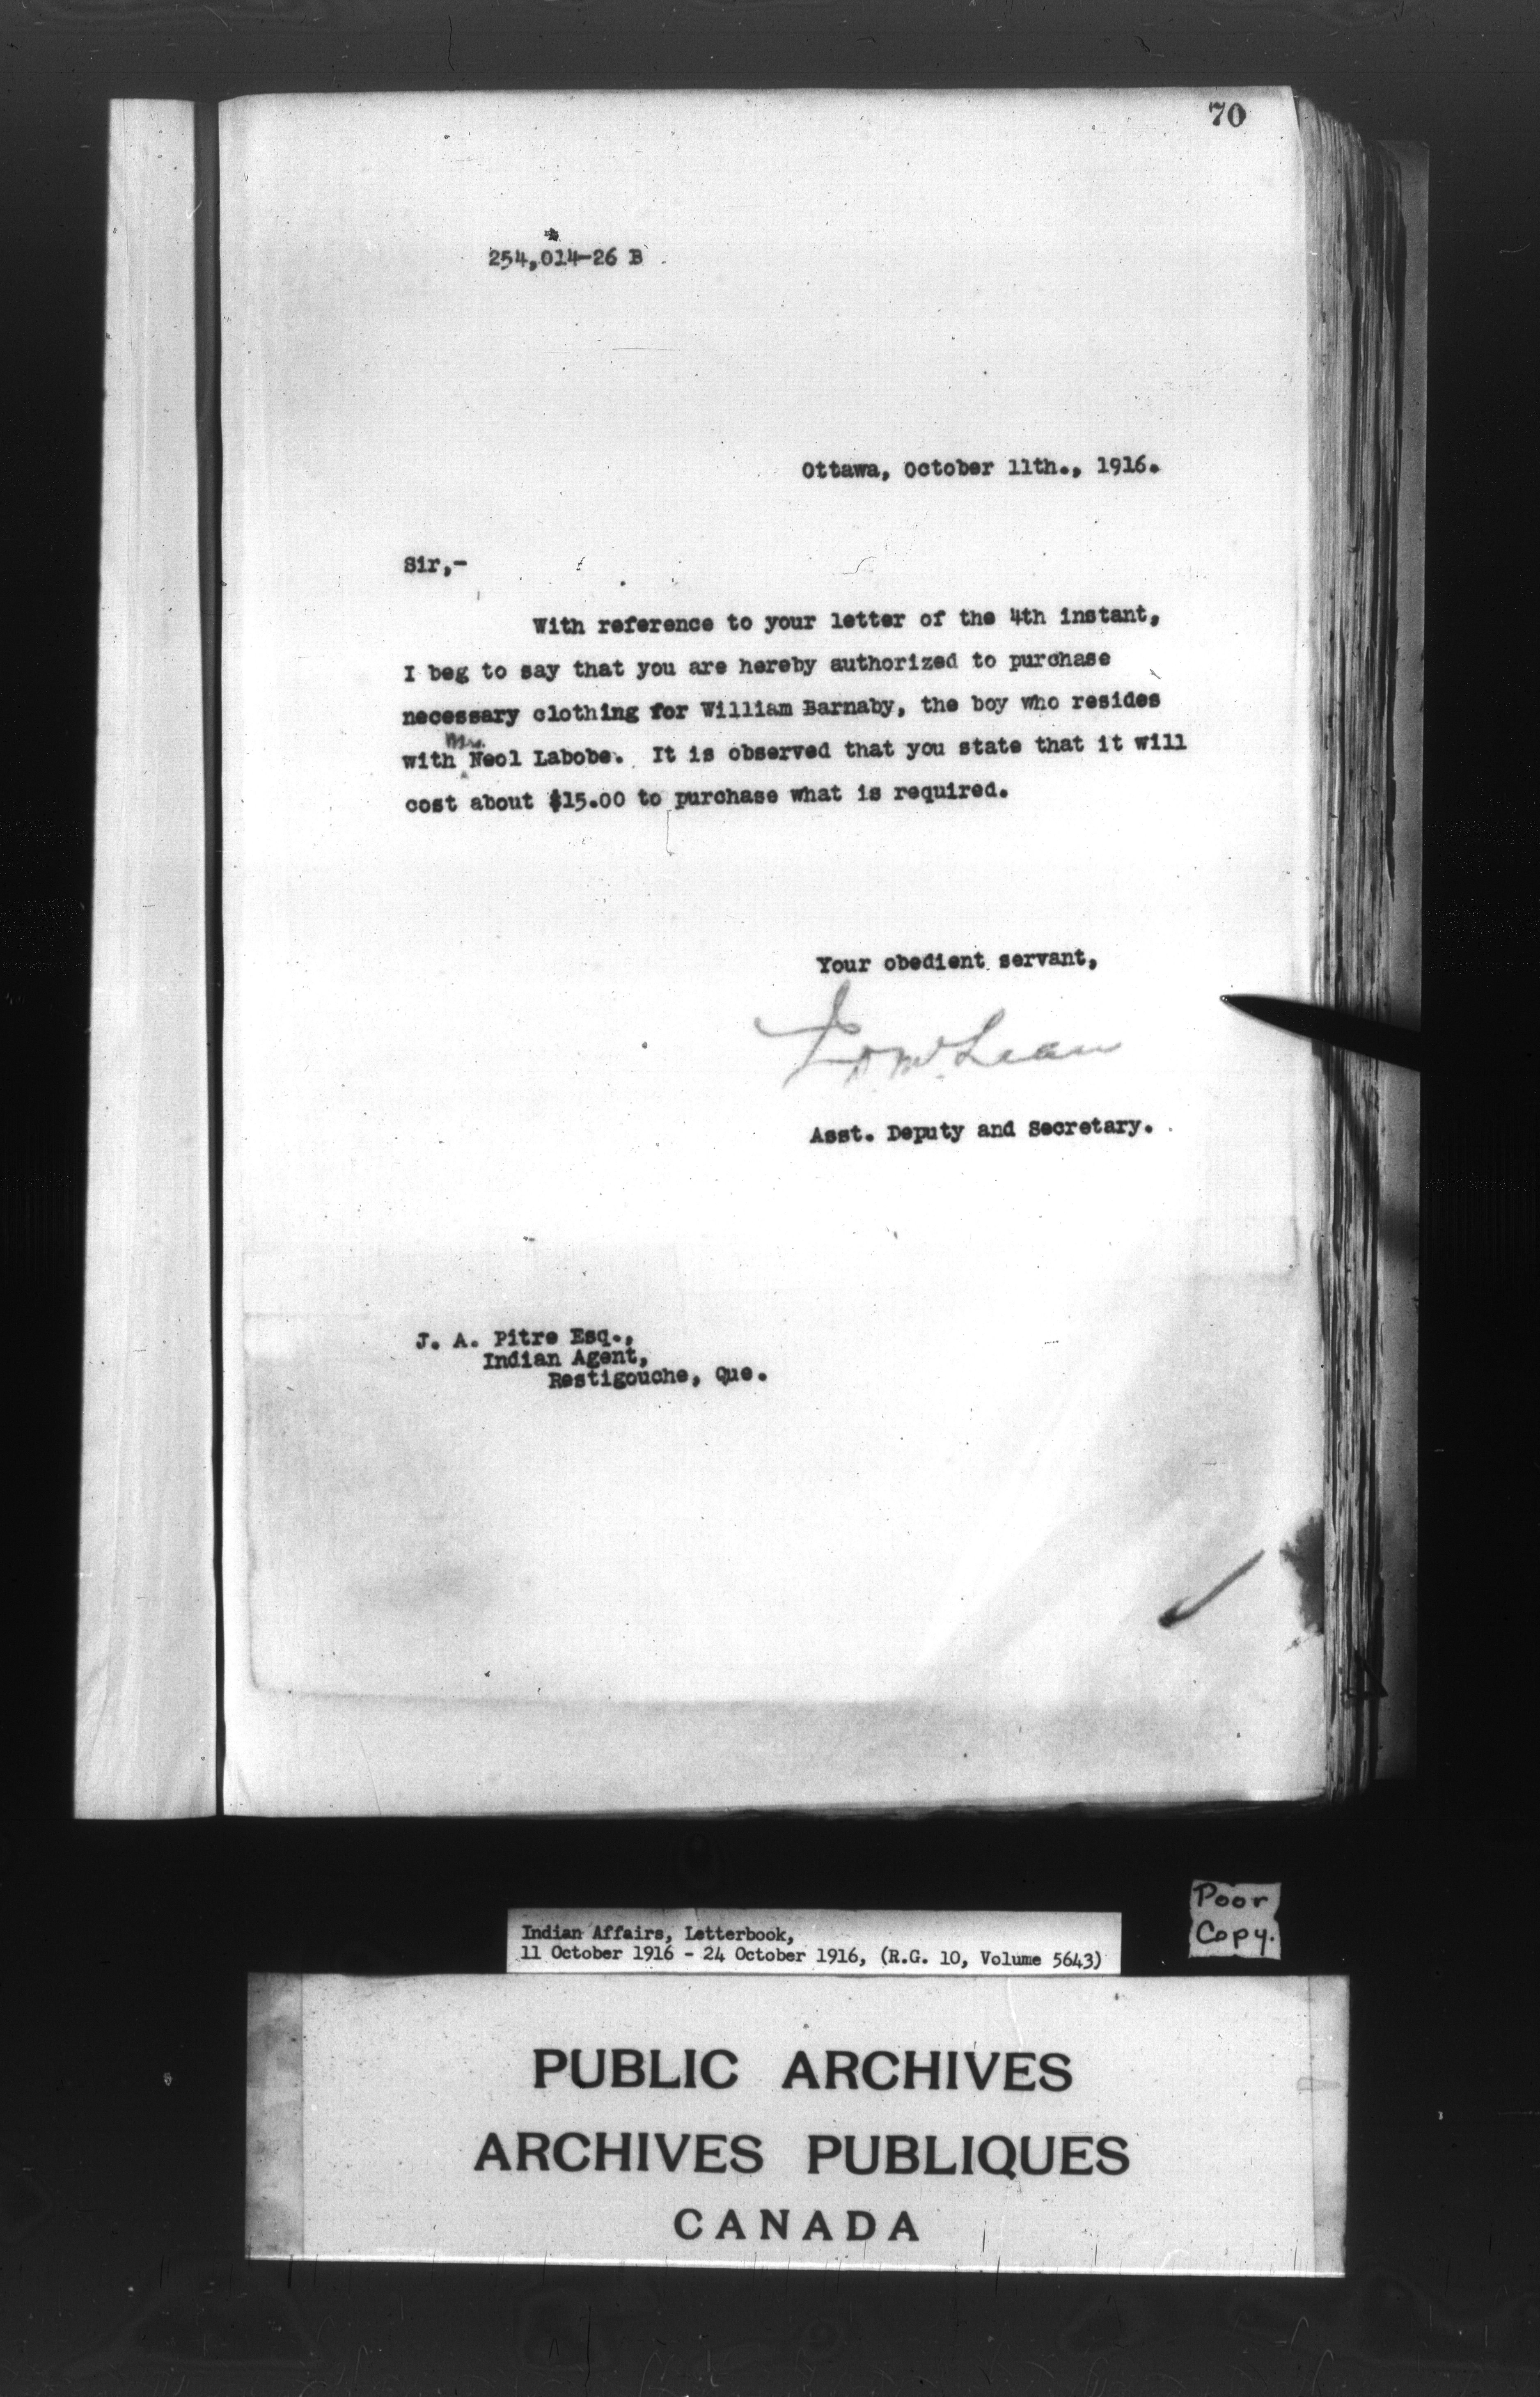 70
254,014-26 B
Ottawa, October 11th., 1916.
Sir,-
With reference to your letter of the 4th instant,
I beg to say that you are hereby authorized to purchase
necessary clothing for William Barnaby, the boy who resides
with Mrs. Neol Labobe. It is observed that you state that it will
cost about $15.00 to purchase what is required.
Your obedient servant,
J. D. McLean
Asst. Deputy and Secretary.
J. A. Pitre Esq.,
Indian Agent,
Restigouche, Que.
Poor
Copy.
Indian Affairs, Letterbook,
11 October 1916 - 24 October 1916, (R.G. 10, Volume 5643)
PUBLIC ARCHIVES
ARCHIVES PUBLIQUES
CANADA